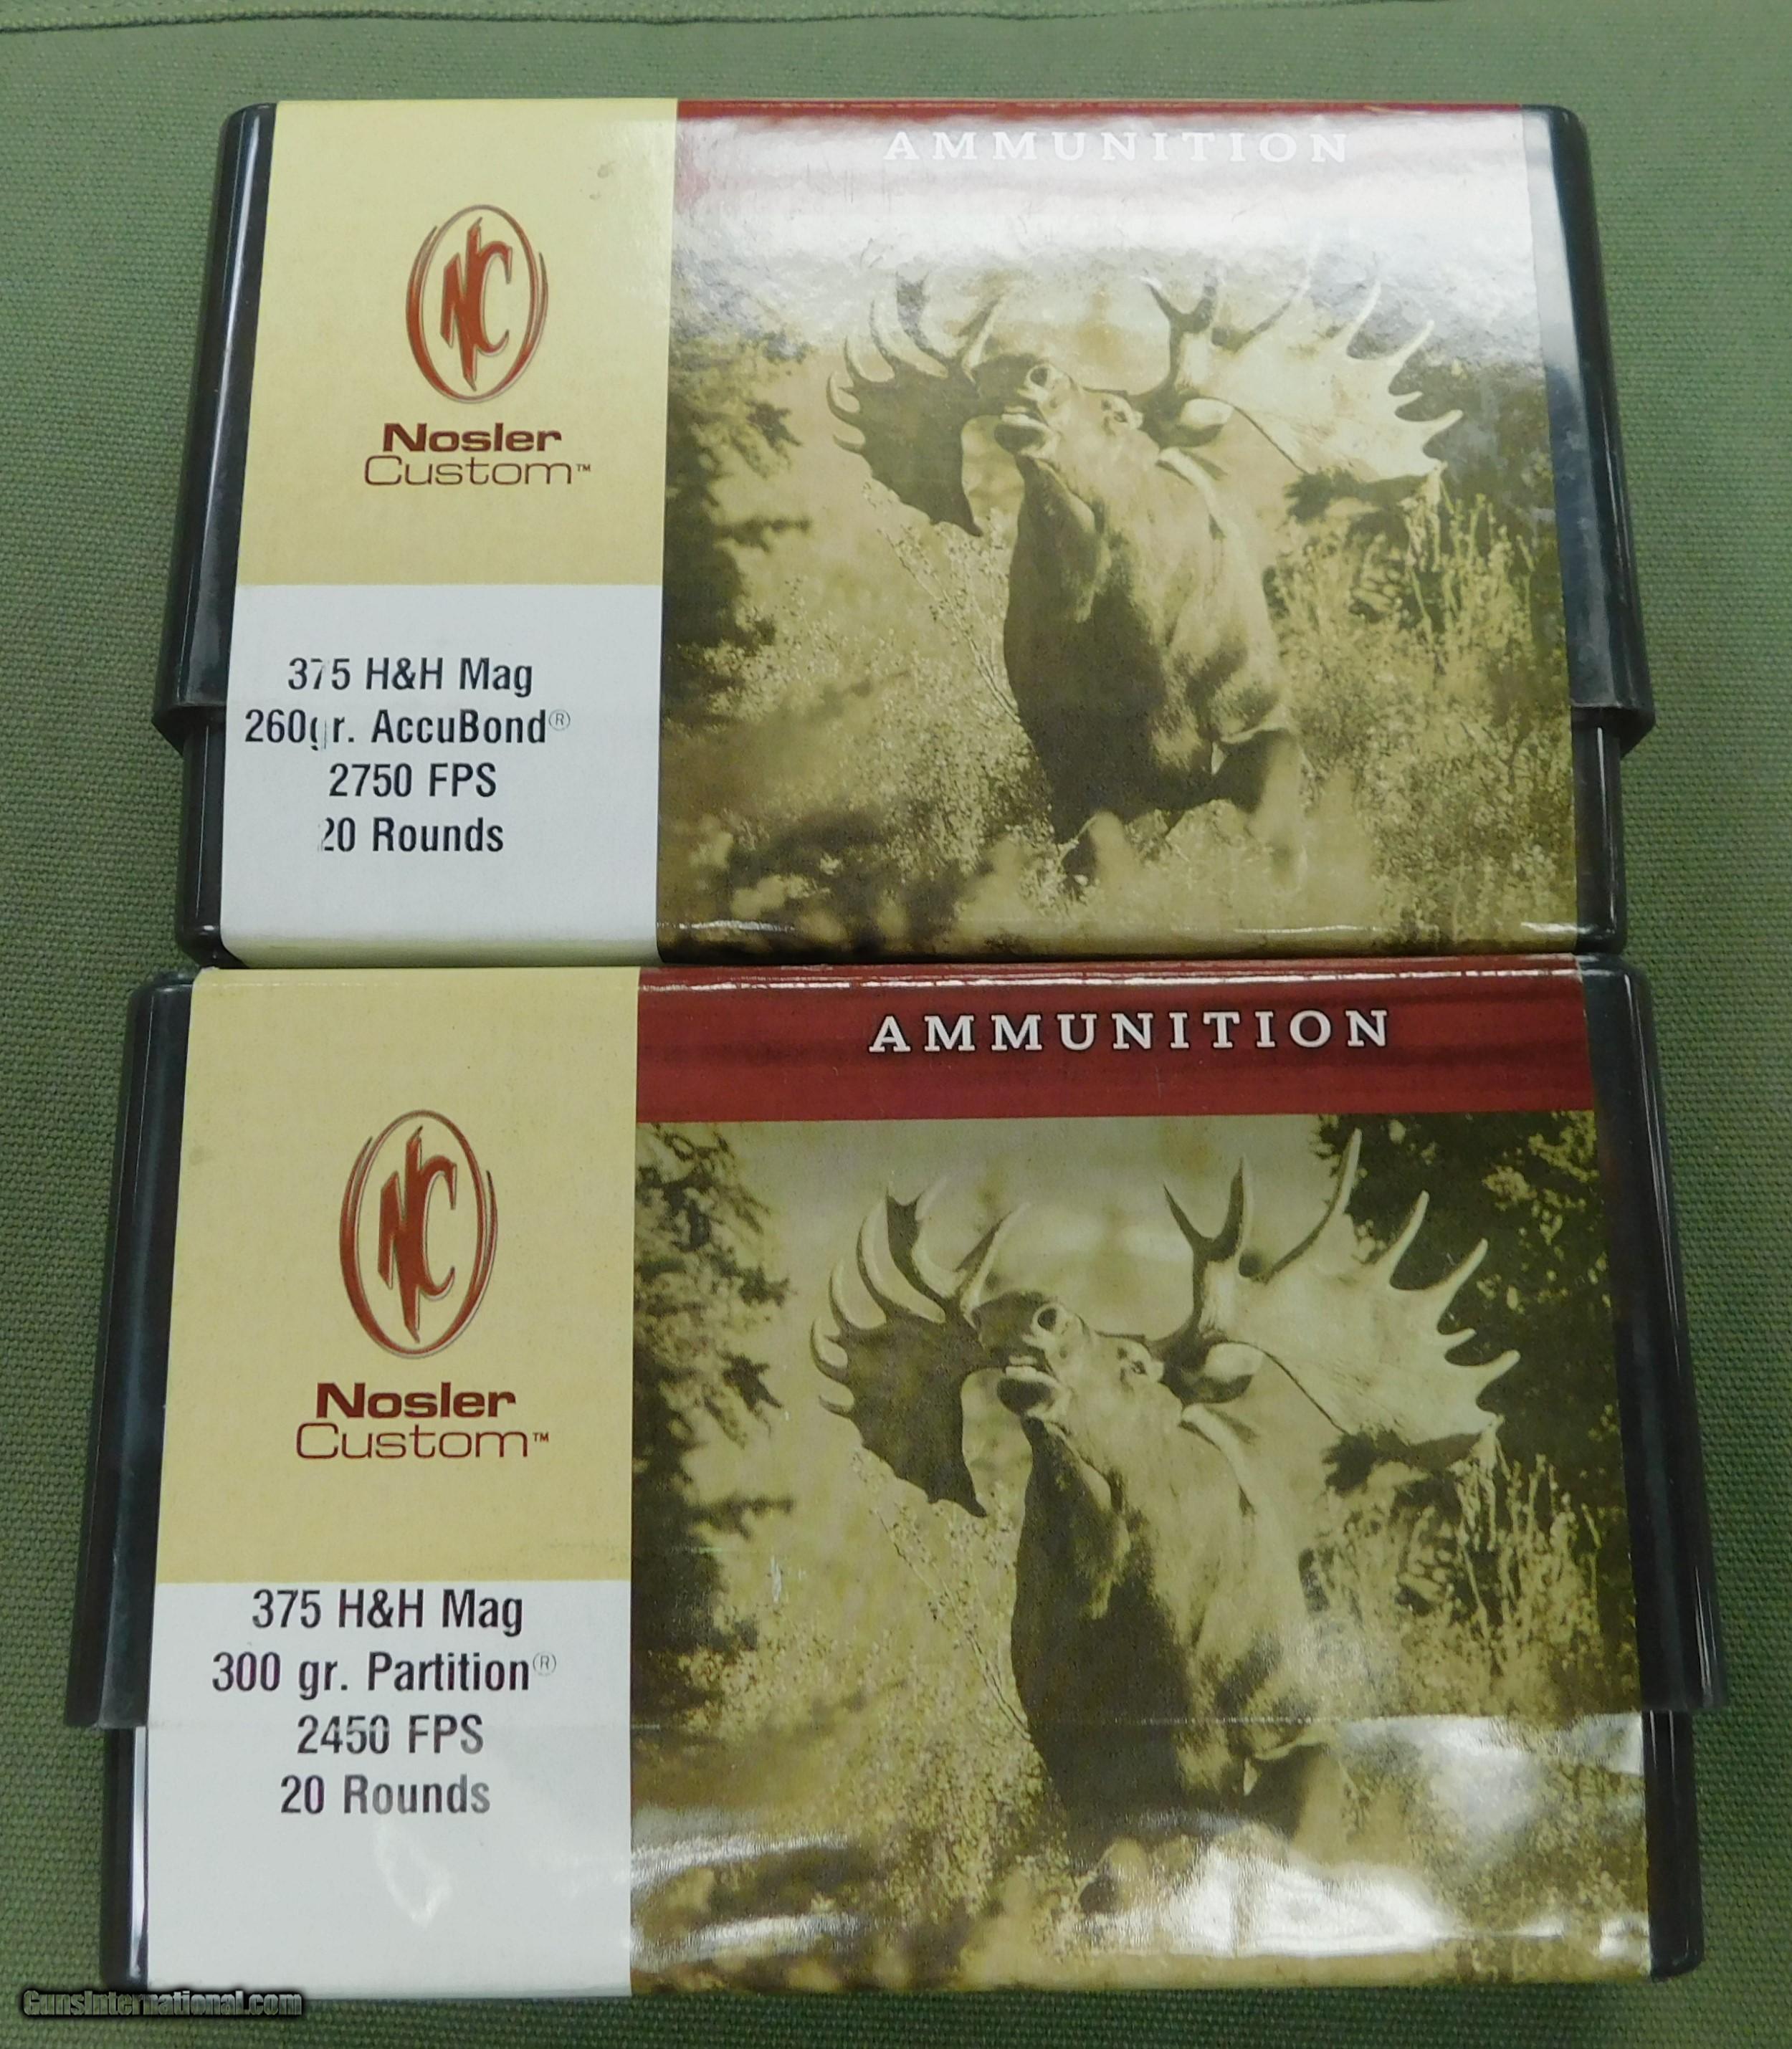 AMMUNITION
NC
Nosler
Custom™
375 H&H Mag
260gr. AccuBond®
2750 FPS
20 Rounds
AMMUNITION
NC
Nosler
Custom™
375 H&H Mag
300 gr. Partition®
2450 FPS
20 Rounds
GunsInternational.com